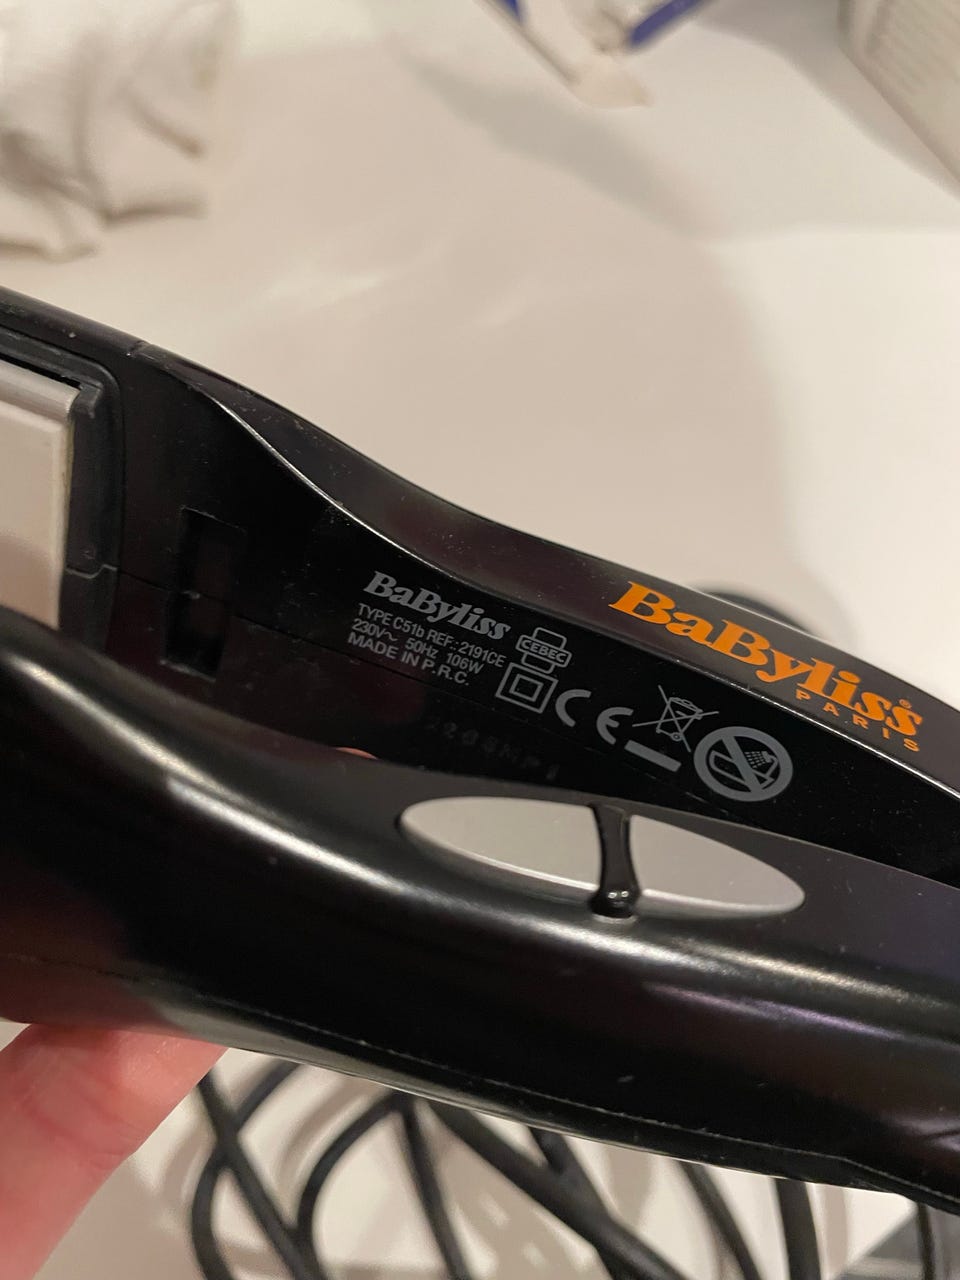 BaByliss
TYPE C51b REF.:2191CE
230V~ 50Hz 106W
MADE IN P.R.C.
CEBEC
CE
BaByliss®
PARIS